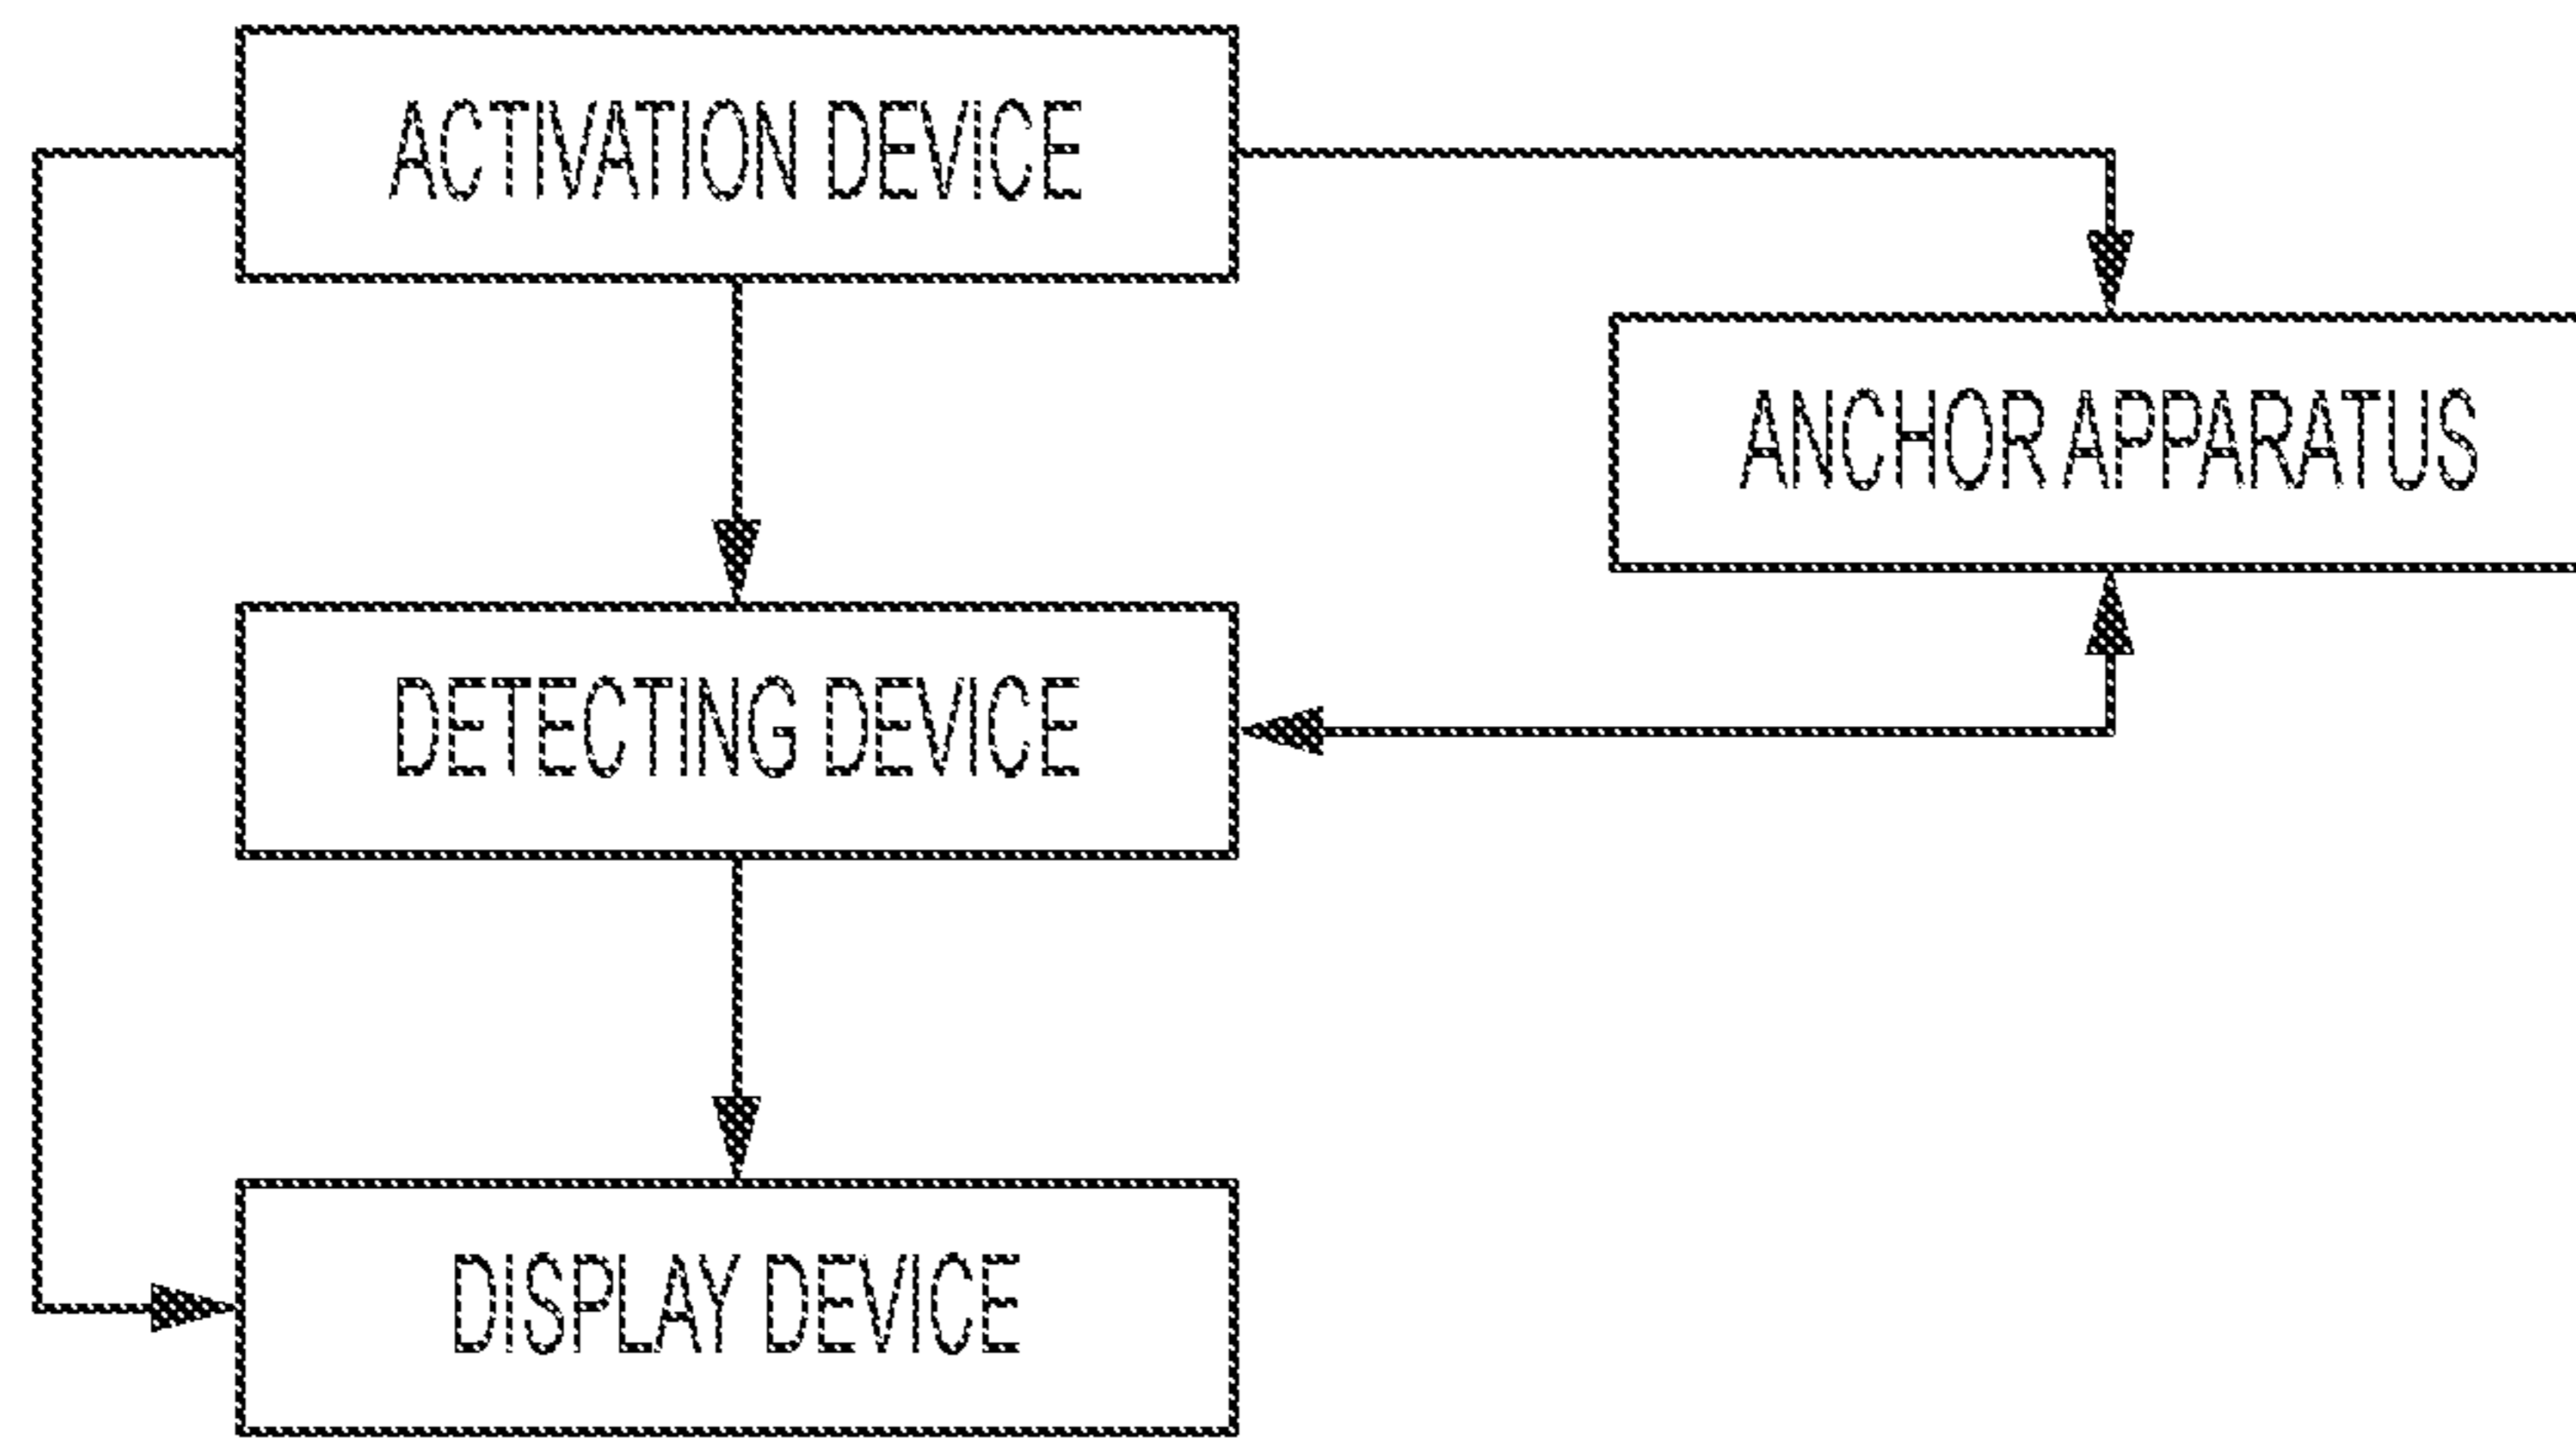 ACTIVATION DEVICE
ANCHOR APPARATUS
DETECTING DEVICE
DISPLAY DEVICE